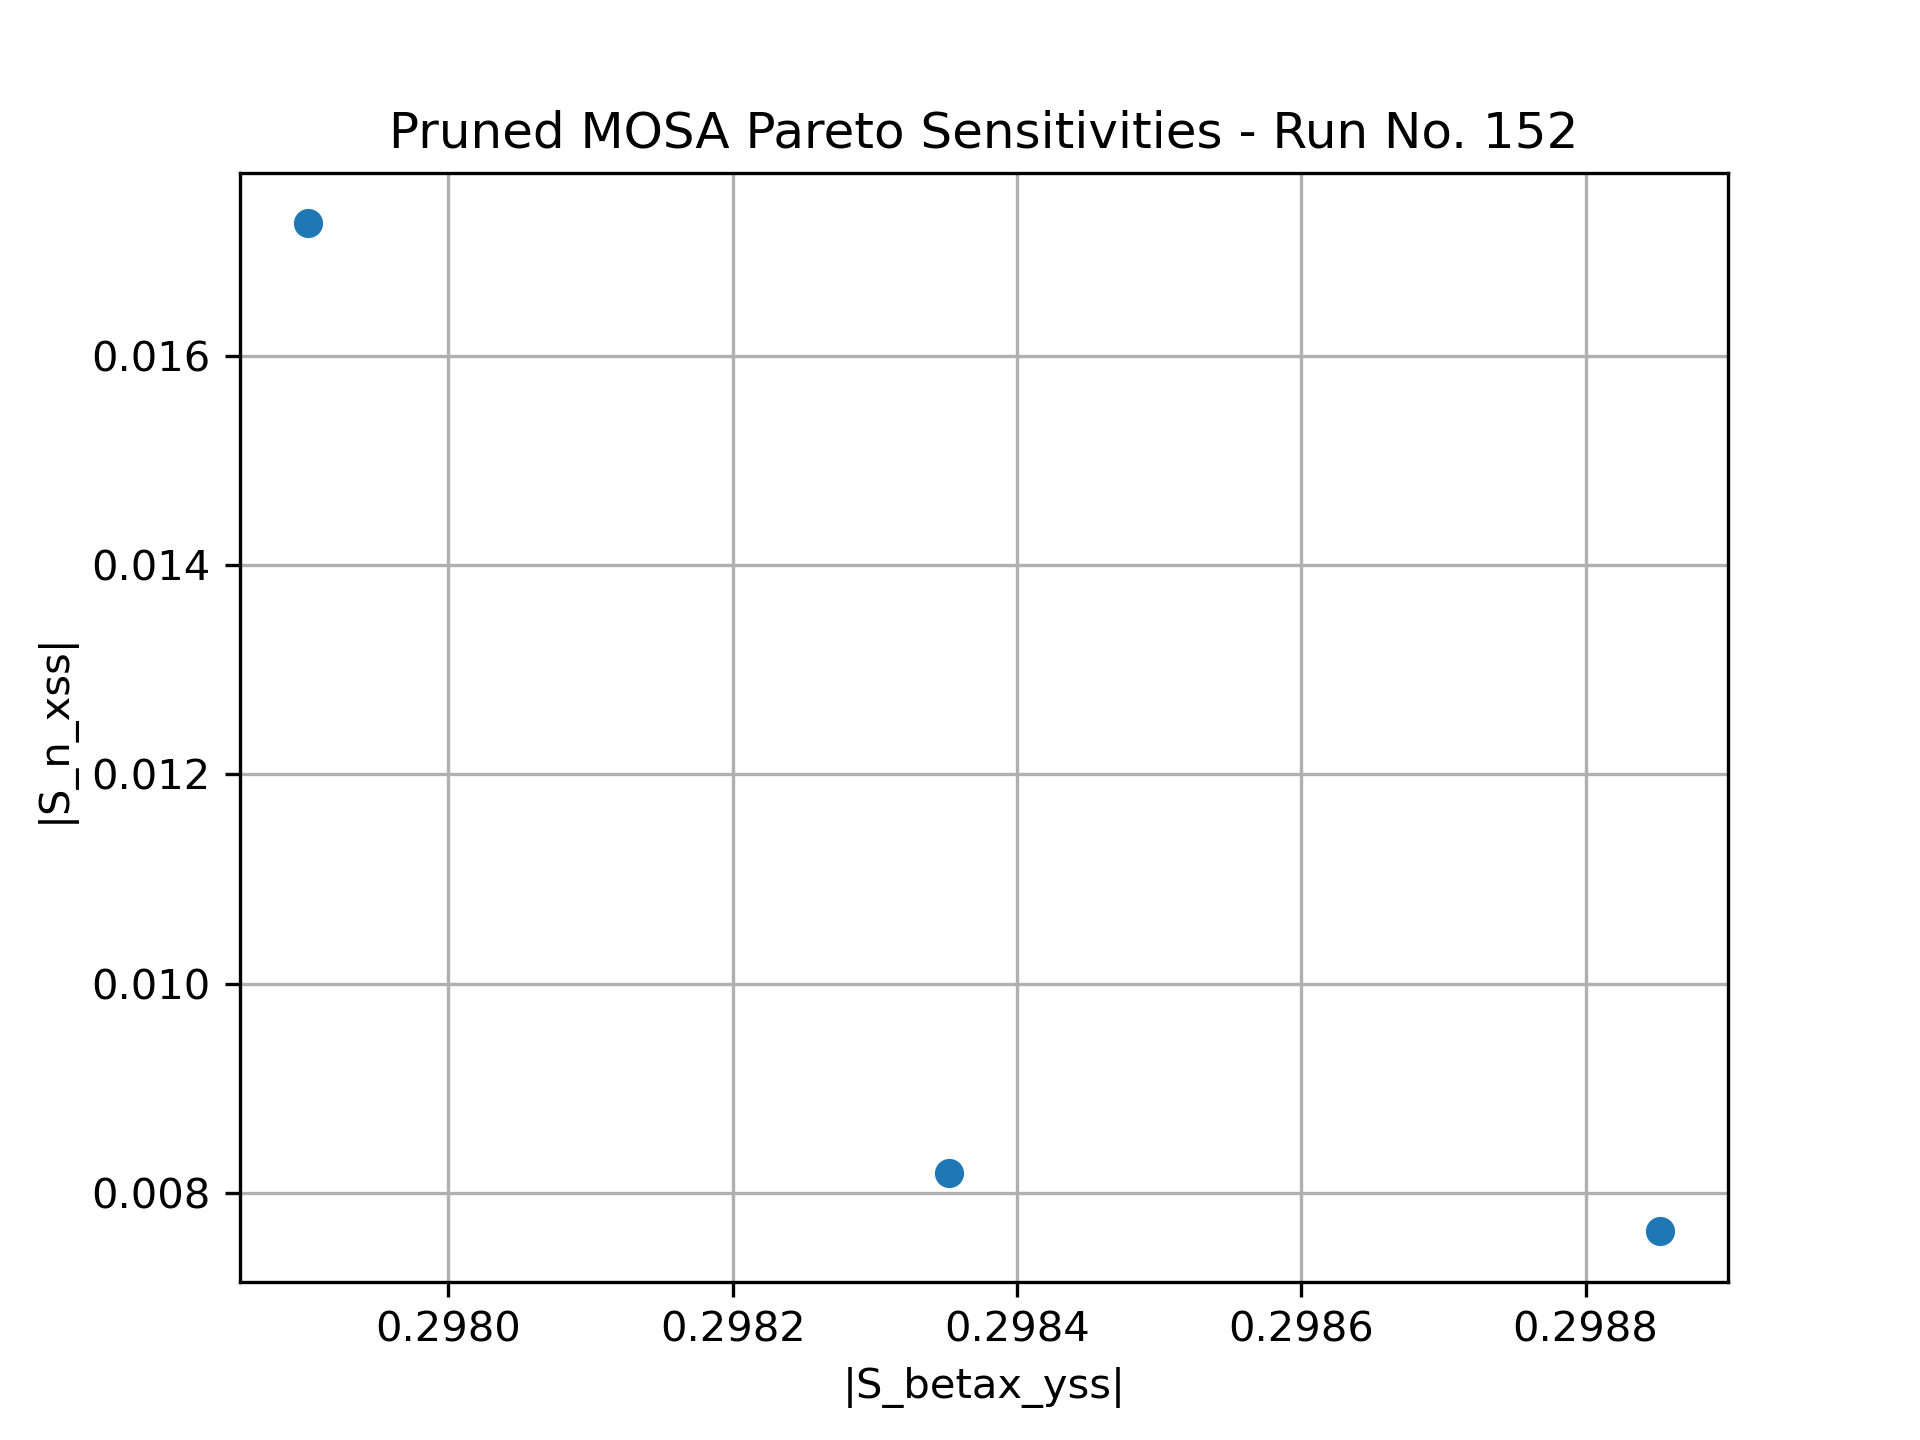 Pruned MOSA Pareto Sensitivities - Run No. 152
|S_n_xss|
0.016
0.014
0.012
0.010
0.008
0.2980 0.2982 0.2984 0.2986 0.2988
|S_betax_yss|